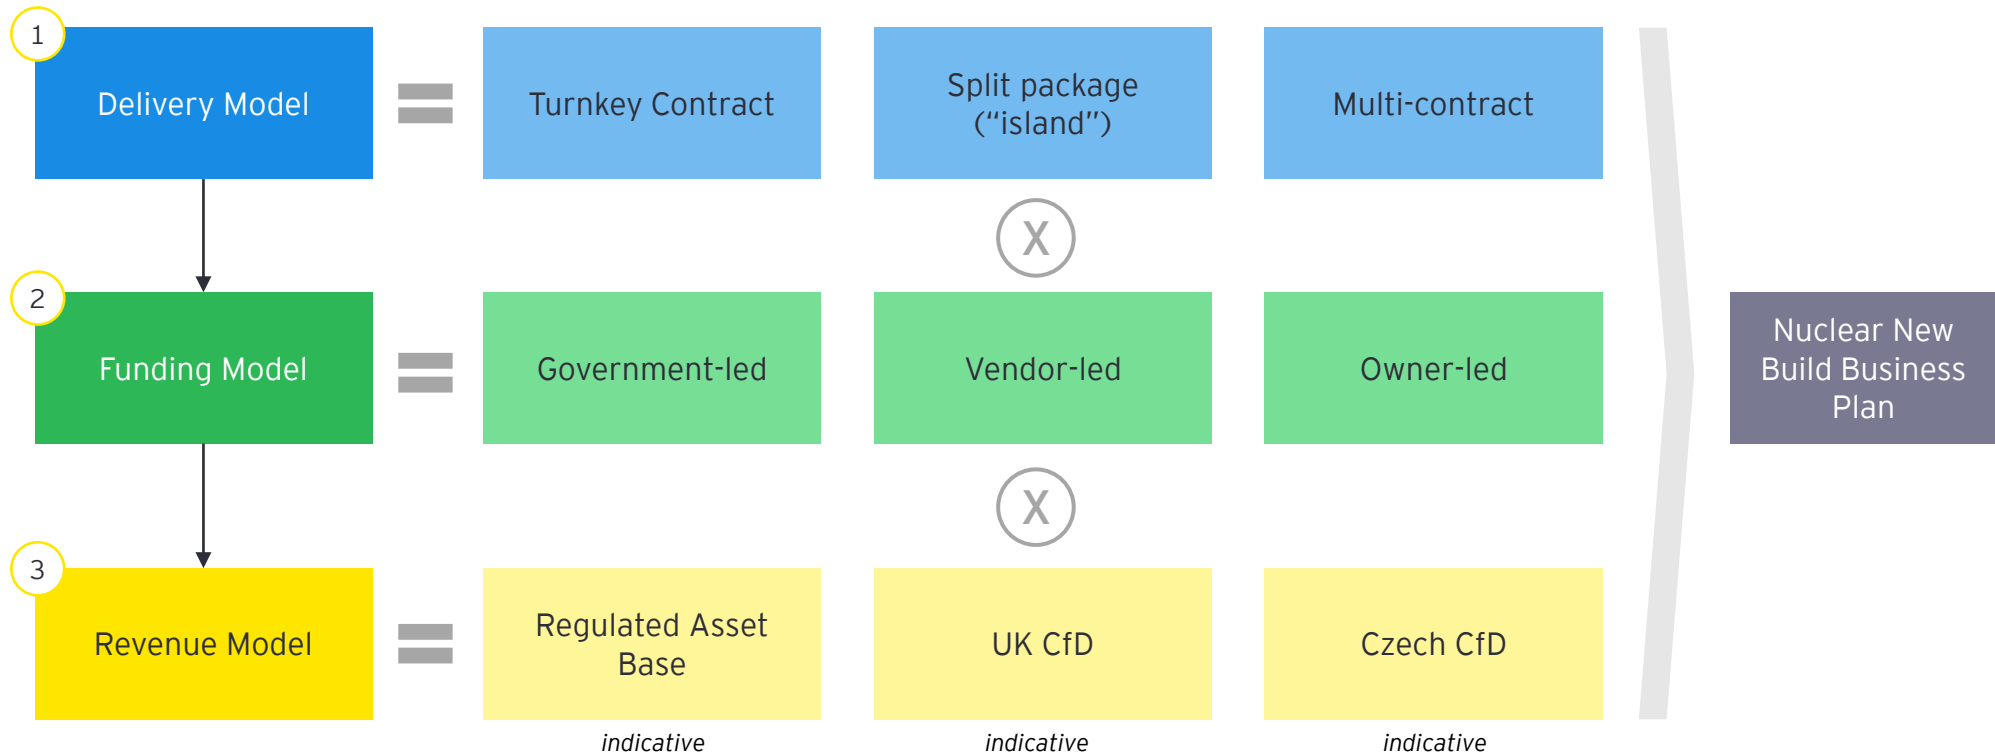 1
Delivery Model
Turnkey Contract
Split package
(“island”)
Multi-contract
X
2
Funding Model
Government-led
Vendor-led
Owner-led
Nuclear New
Build Business
Plan
X
3
Revenue Model
Regulated Asset
Base
UK CfD
Czech CfD
indicative
indicative
indicative